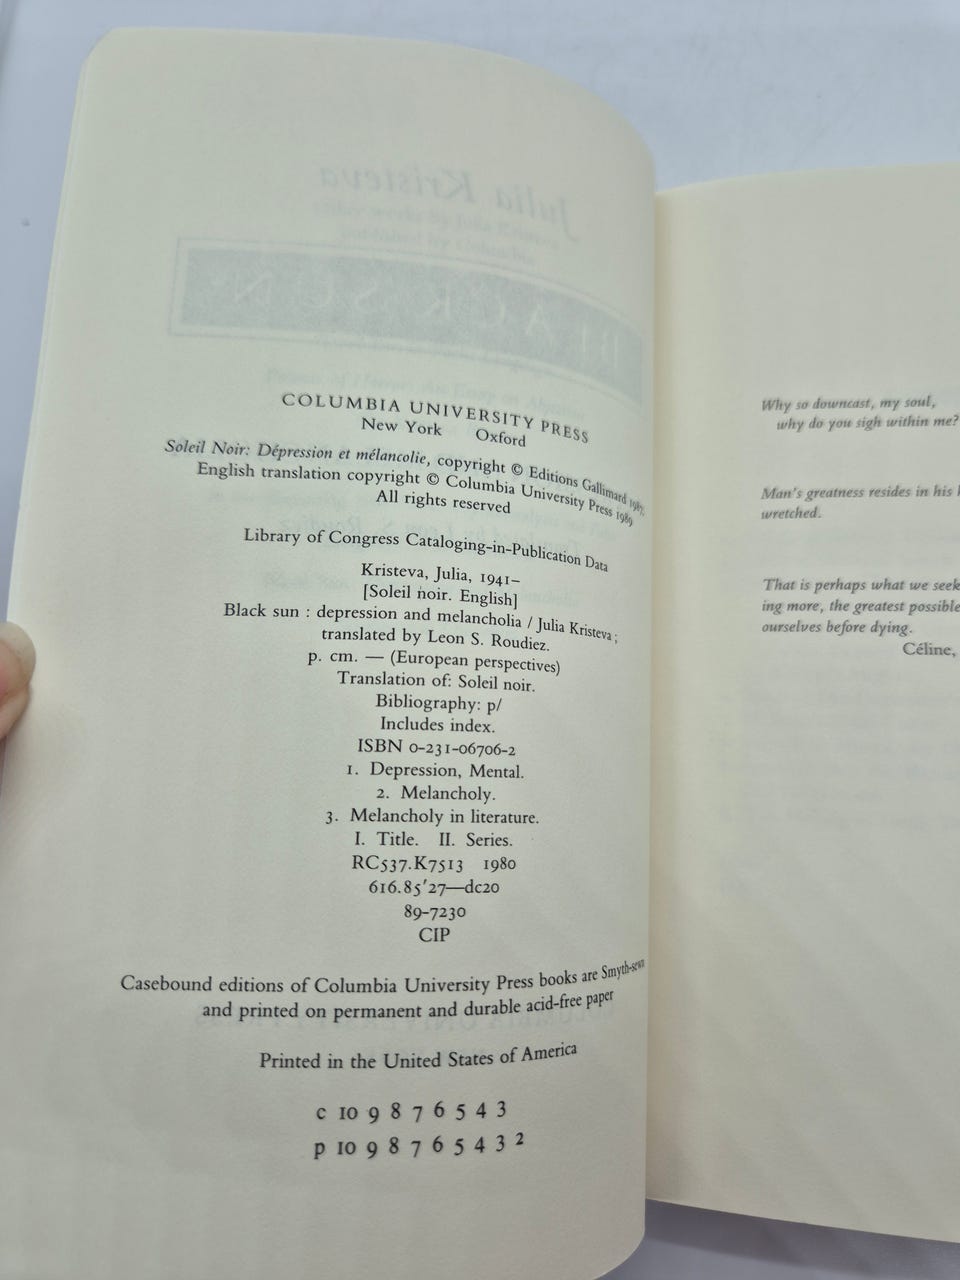 COLUMBIA UNIVERSITY PRESS
New York Oxford
Soleil Noir: Dépression et mélancolie, copyright © Editions Gallimard 1987;
English translation copyright © Columbia University Press 1989
All rights reserved
Library of Congress Cataloging-in-Publication Data
Kristeva, Julia, 1941–
[Soleil noir. English]
Black sun : depression and melancholia / Julia Kristeva ;
translated by Leon S. Roudiez.
p. cm. — (European perspectives)
Translation of: Soleil noir.
Bibliography: p/
Includes index.
ISBN 0-231-06706-2
1. Depression, Mental.
2. Melancholy.
3. Melancholy in literature.
I. Title. II. Series.
RC537.K7513 1980
616.85'27—dc20
89-7230
CIP
Casebound editions of Columbia University Press books are Smyth-sewn
and printed on permanent and durable acid-free paper
Printed in the United States of America
c 10 9 8 7 6 5 4 3
p 10 9 8 7 6 5 4 3 2
Why so downcast, my soul,
why do you sigh within me?
Man's greatness resides in his
wretched.
That is perhaps what we seek
ing more, the greatest possible
ourselves before dying.
Céline,